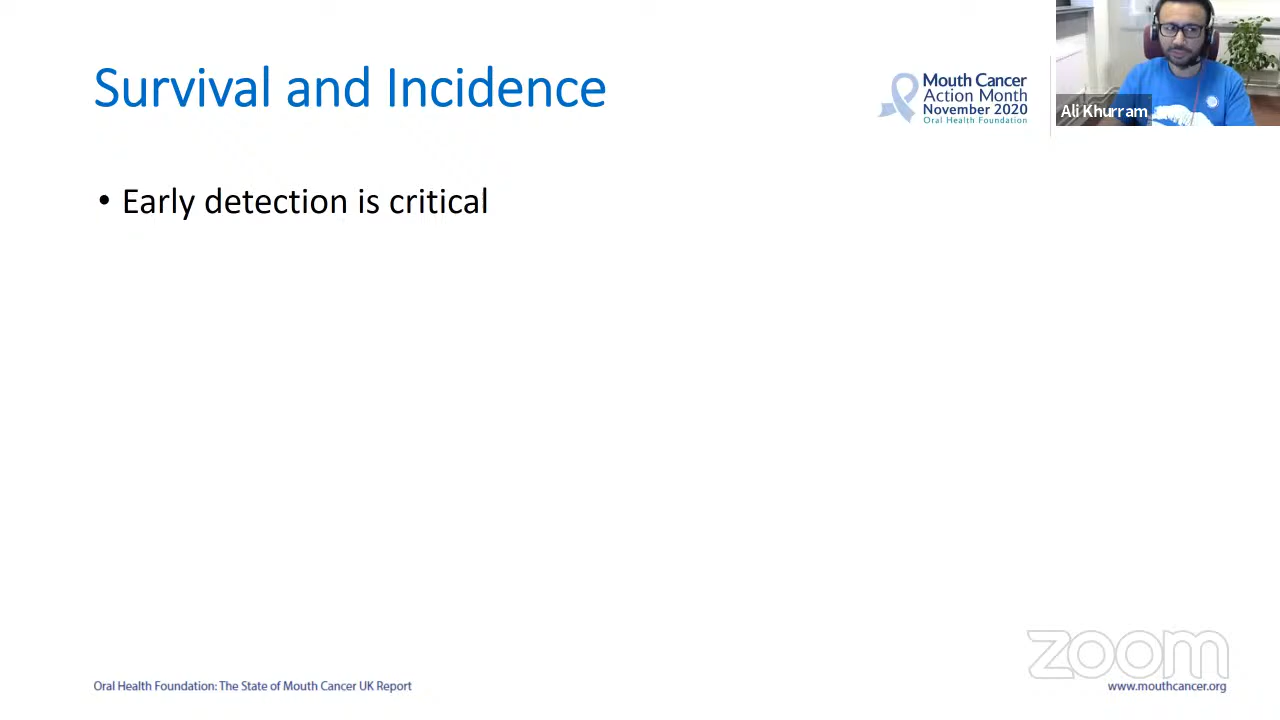 Survival and Incidence
Mouth Cancer
Action Month
November 2020
Oral Health Foundation
Ali Khurram
• Early detection is critical
zoom
Oral Health Foundation: The State of Mouth Cancer UK Report
www.mouthcancer.org